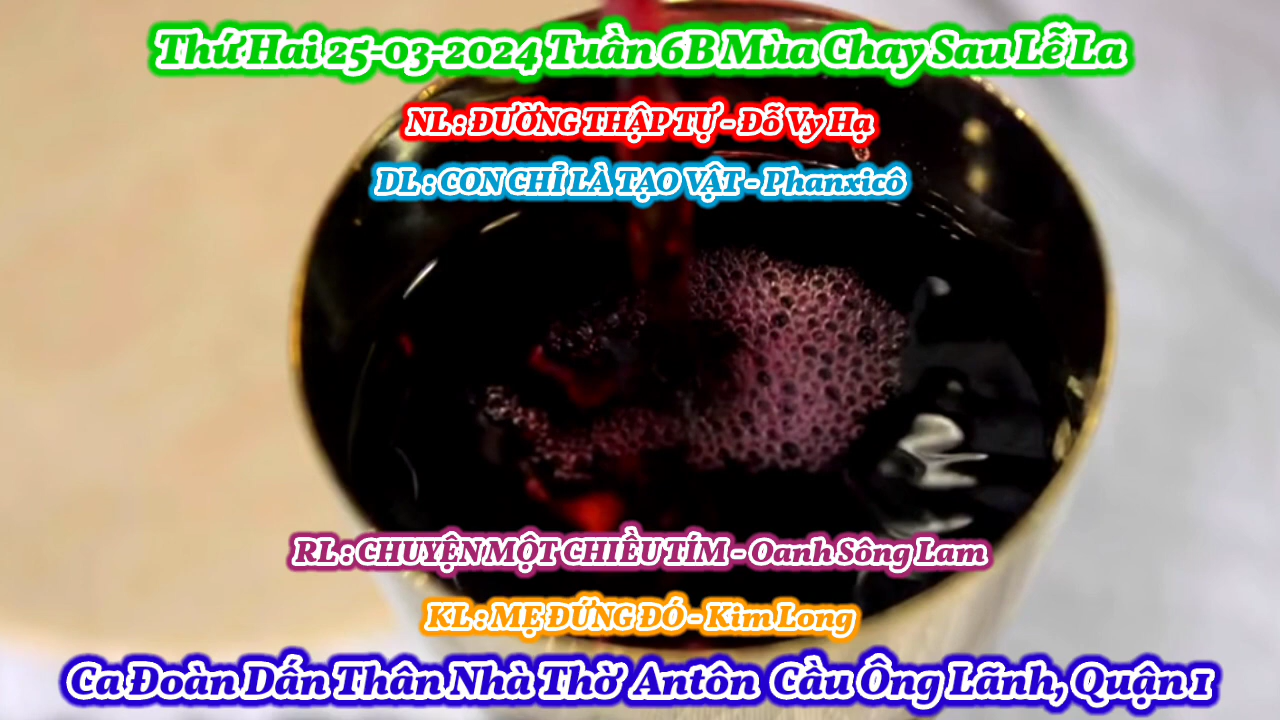 Thứ Hai 25-03-2024 Tuần 6B Mùa Chay Sau Lễ La
NL : ĐƯỜNG THẬP TỰ - Đỗ Vy Hạ
DL : CON CHỈ LÀ TẠO VẬT - Phanxicô
RL : CHUYỆN MỘT CHIỀU TÍM - Oanh Sông Lam
KL : MẸ ĐỨNG ĐÓ - Kim Long
Ca Đoàn Dấn Thân Nhà Thờ Antôn Cầu Ông Lãnh, Quận 1